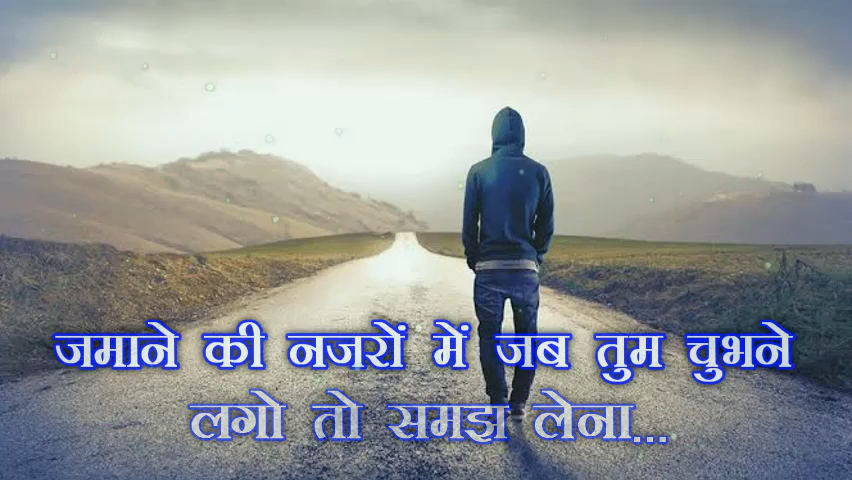 जमाने की नजरों में जब तुम चुभने
लगो तो समझ लेना...